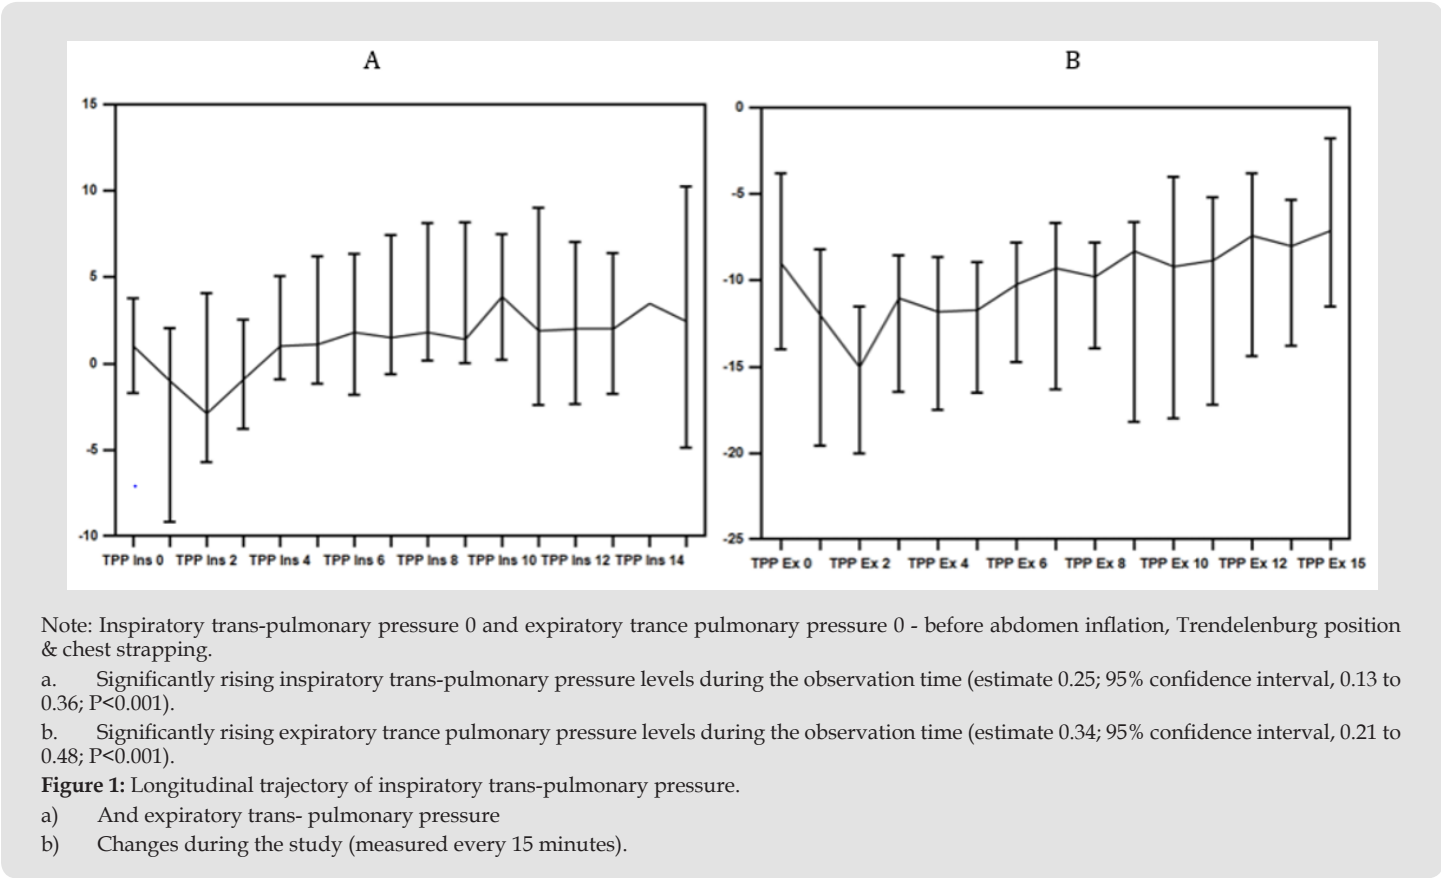 A
B
15
10
5
0
-5
-10
TPP Ins 0 TPP Ins 2 TPP Ins 4 TPP Ins 6 TPP Ins 8 TPP Ins 10 TPP Ins 12 TPP Ins 14
0
-5
-10
-15
-20
-25
TPP Ex 0 TPP Ex 2 TPP Ex 4 TPP Ex 6 TPP Ex 8 TPP Ex 10 TPP Ex 12 TPP Ex 15
Note: Inspiratory trans-pulmonary pressure 0 and expiratory trance pulmonary pressure 0 - before abdomen inflation, Trendelenburg position
& chest strapping.
a. Significantly rising inspiratory trans-pulmonary pressure levels during the observation time (estimate 0.25; 95% confidence interval, 0.13 to
0.36; P<0.001).
b. Significantly rising expiratory trance pulmonary pressure levels during the observation time (estimate 0.34; 95% confidence interval, 0.21 to
0.48; P<0.001).
Figure 1: Longitudinal trajectory of inspiratory trans-pulmonary pressure.
a) And expiratory trans- pulmonary pressure
b) Changes during the study (measured every 15 minutes).